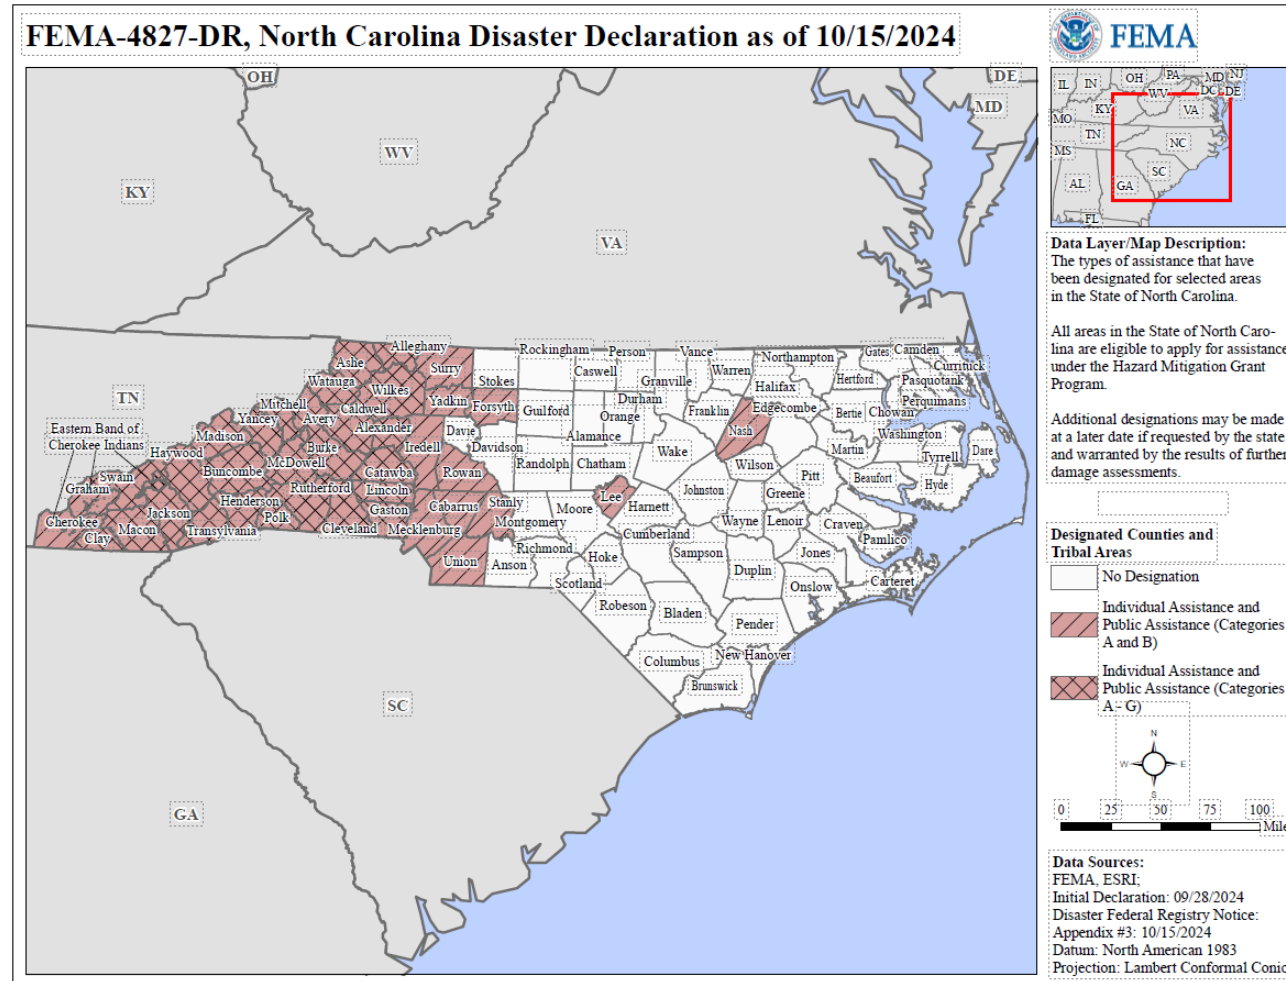 FEMA-4827-DR, North Carolina Disaster Declaration as of 10/15/2024
FEMA
OH
DE
MD
WV
KY
VA
TN
SC
GA
Alleghany
Ashe
Surry
Rockingham
Person
Vance
Northampton
Gates
Camden
Currituck
Watauga
Wilkes
Stokes
Caswell
Granville
Warren
Halifax
Hertford
Pasquotank
Perquimans
Mitchell
Yancey
Avery
Caldwell
Yadkin
Forsyth
Guilford
Durham
Orange
Franklin
Edgecombe
Bertie
Chowan
Eastern Band of
Cherokee Indians
Madison
Haywood
Burke
Alexander
Iredell
Davie
Davidson
Alamance
Wake
Nash
Martin
Washington
Tyrrell
Dare
Swain
Graham
Buncombe
McDowell
Catawba
Rowan
Randolph
Chatham
Wilson
Pitt
Beaufort
Hyde
Cherokee
Clay
Macon
Jackson
Transylvania
Henderson
Polk
Rutherford
Cleveland
Lincoln
Gaston
Mecklenburg
Cabarrus
Stanly
Montgomery
Moore
Lee
Harnett
Johnston
Greene
Wayne
Lenoir
Craven
Pamlico
Union
Anson
Richmond
Scotland
Hoke
Cumberland
Sampson
Duplin
Jones
Onslow
Carteret
Robeson
Bladen
Pender
Columbus
New Hanover
Brunswick
IL
IN
OH
PA
MD
NJ
WV
DC
DE
MO
KY
VA
TN
NC
MS
SC
AL
GA
FL
Data Layer/Map Description:
The types of assistance that have
been designated for selected areas
in the State of North Carolina.
All areas in the State of North Caro-
lina are eligible to apply for assistance
under the Hazard Mitigation Grant
Program.
Additional designations may be made
at a later date if requested by the state
and warranted by the results of further
damage assessments.
Designated Counties and
Tribal Areas
No Designation
Individual Assistance and
Public Assistance (Categories
A and B)
Individual Assistance and
Public Assistance (Categories
A - G)
N
W
E
S
0 25 50 75 100
Mile
Data Sources:
FEMA, ESRI;
Initial Declaration: 09/28/2024
Disaster Federal Registry Notice:
Appendix #3: 10/15/2024
Datum: North American 1983
Projection: Lambert Conformal Conic